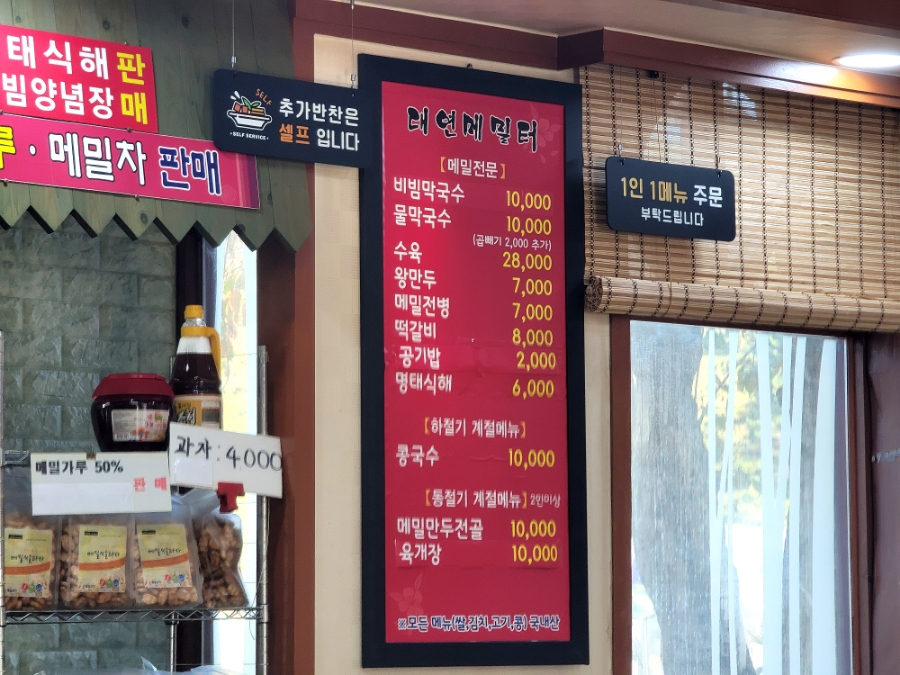 태식해 판매
빔양념장
· 메밀차 판매
SELF
SELF SERVICE
추가반찬은
셀프 입니다
대연메밀터
[메밀전문]
비빔막국수 10,000
물막국수 10,000
(곱빼기 2,000 추가)
수육 28,000
왕만두 7,000
메밀전병 7,000
떡갈비 8,000
공기밥 2,000
명태식해 6,000
[하절기 계절메뉴]
콩국수 10,000
[동절기 계절메뉴] 2인이상
메밀만두전골 10,000
육개장 10,000
※모든 메뉴(쌀,김치,고기,콩) 국내산
1인 1메뉴 주문
부탁드립니다
메밀가루 50%
판 매
과자:4000